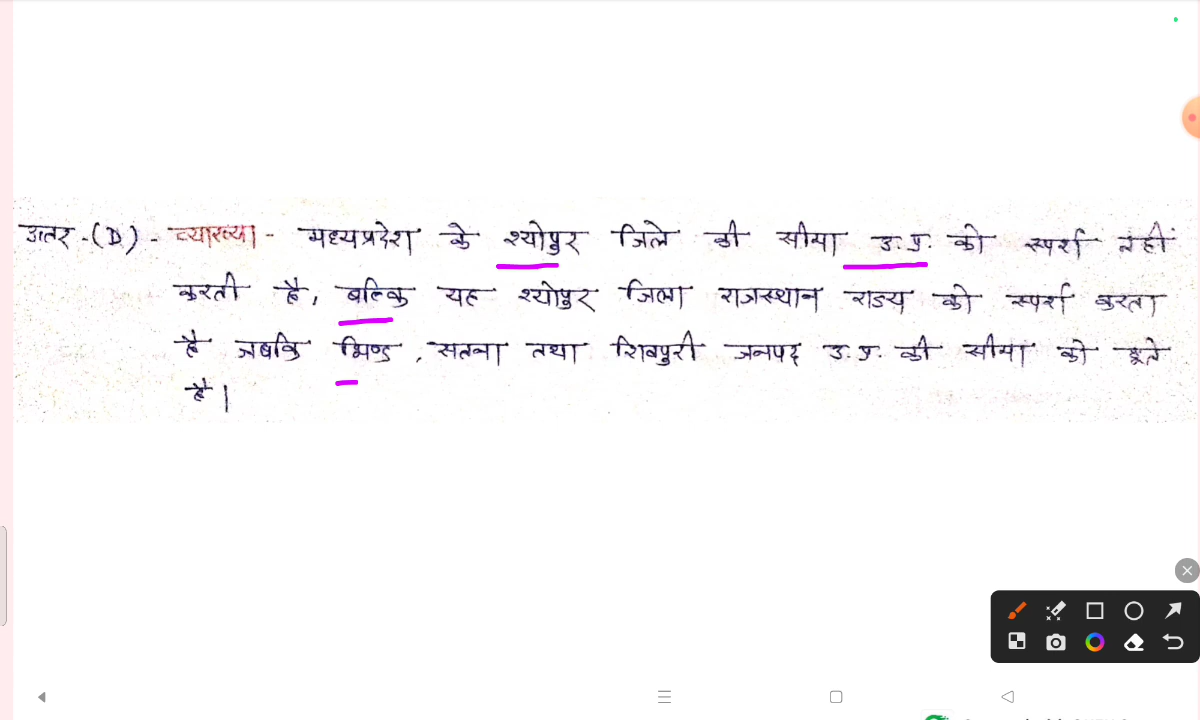 उत्तर -(D) - व्याख्या - मध्यप्रदेश के श्योपुर जिले की सीमा उ. प्र. को स्पर्श नहीं
करती है, बल्कि यह श्योपुर जिला राजस्थान राज्य को स्पर्श करता
है जबकि भिण्ड , सतना तथा शिवपुरी जनपद उ. प्र. की सीमा को छूते
है |